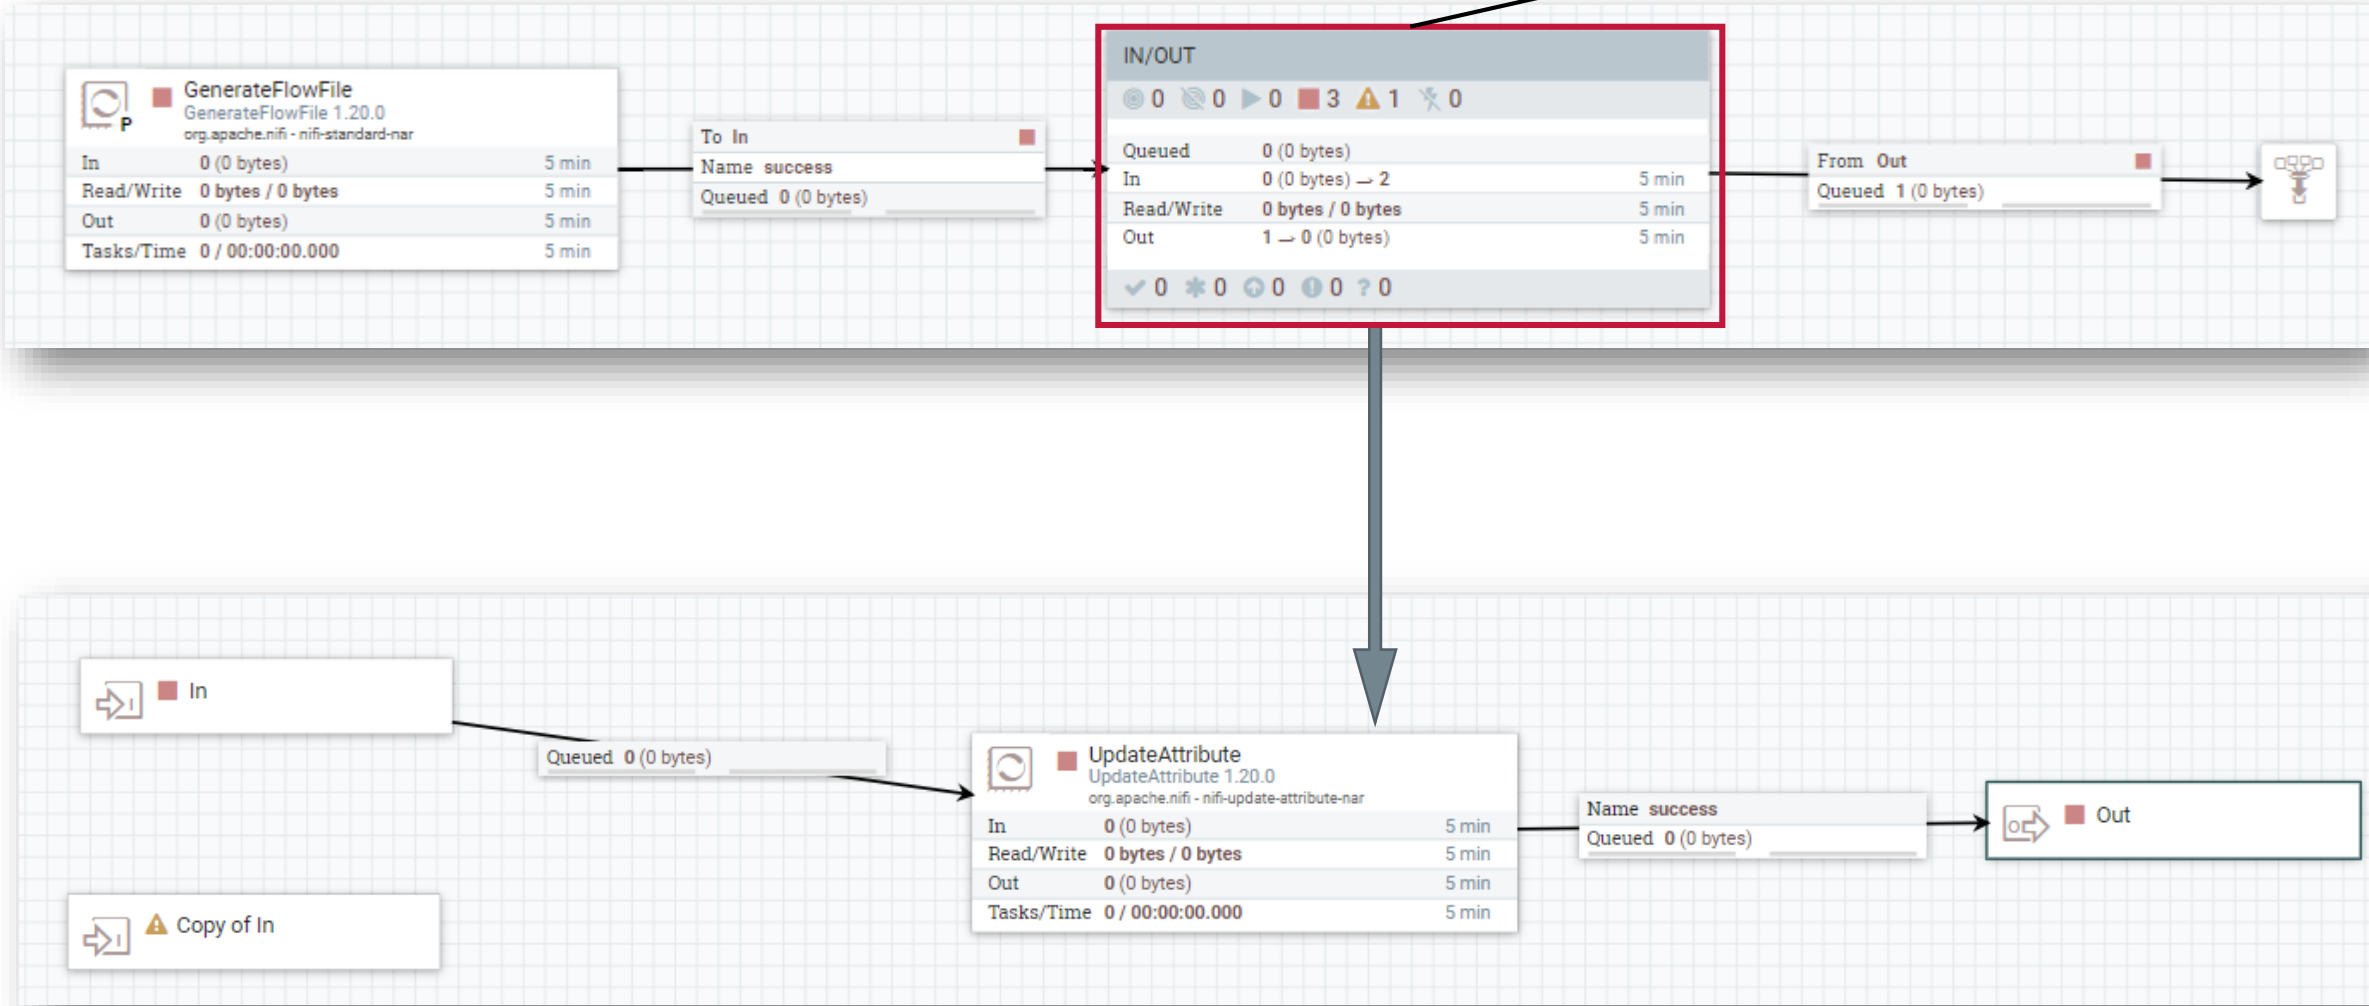 GenerateFlowFile
GenerateFlowFile 1.20.0
org.apache.nifi - nifi-standard-nar
P
In 0 (0 bytes) 5 min
Read/Write 0 bytes / 0 bytes 5 min
Out 0 (0 bytes) 5 min
Tasks/Time 0 / 00:00:00.000 5 min
To In
Name success
Queued 0 (0 bytes)
IN/OUT
0 0 0 3 1 0
Queued 0 (0 bytes)
In 0 (0 bytes) → 2 5 min
Read/Write 0 bytes / 0 bytes 5 min
Out 1 → 0 (0 bytes) 5 min
0 0 0 0 ? 0
From Out
Queued 1 (0 bytes)
In
Queued 0 (0 bytes)
Copy of In
UpdateAttribute
UpdateAttribute 1.20.0
org.apache.nifi - nifi-update-attribute-nar
In 0 (0 bytes) 5 min
Read/Write 0 bytes / 0 bytes 5 min
Out 0 (0 bytes) 5 min
Tasks/Time 0 / 00:00:00.000 5 min
Name success
Queued 0 (0 bytes)
Out